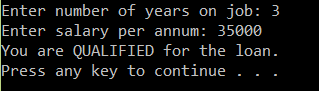 Enter number of years on job: 3
Enter salary per annum: 35000
You are QUALIFIED for the loan.
Press any key to continue . . .